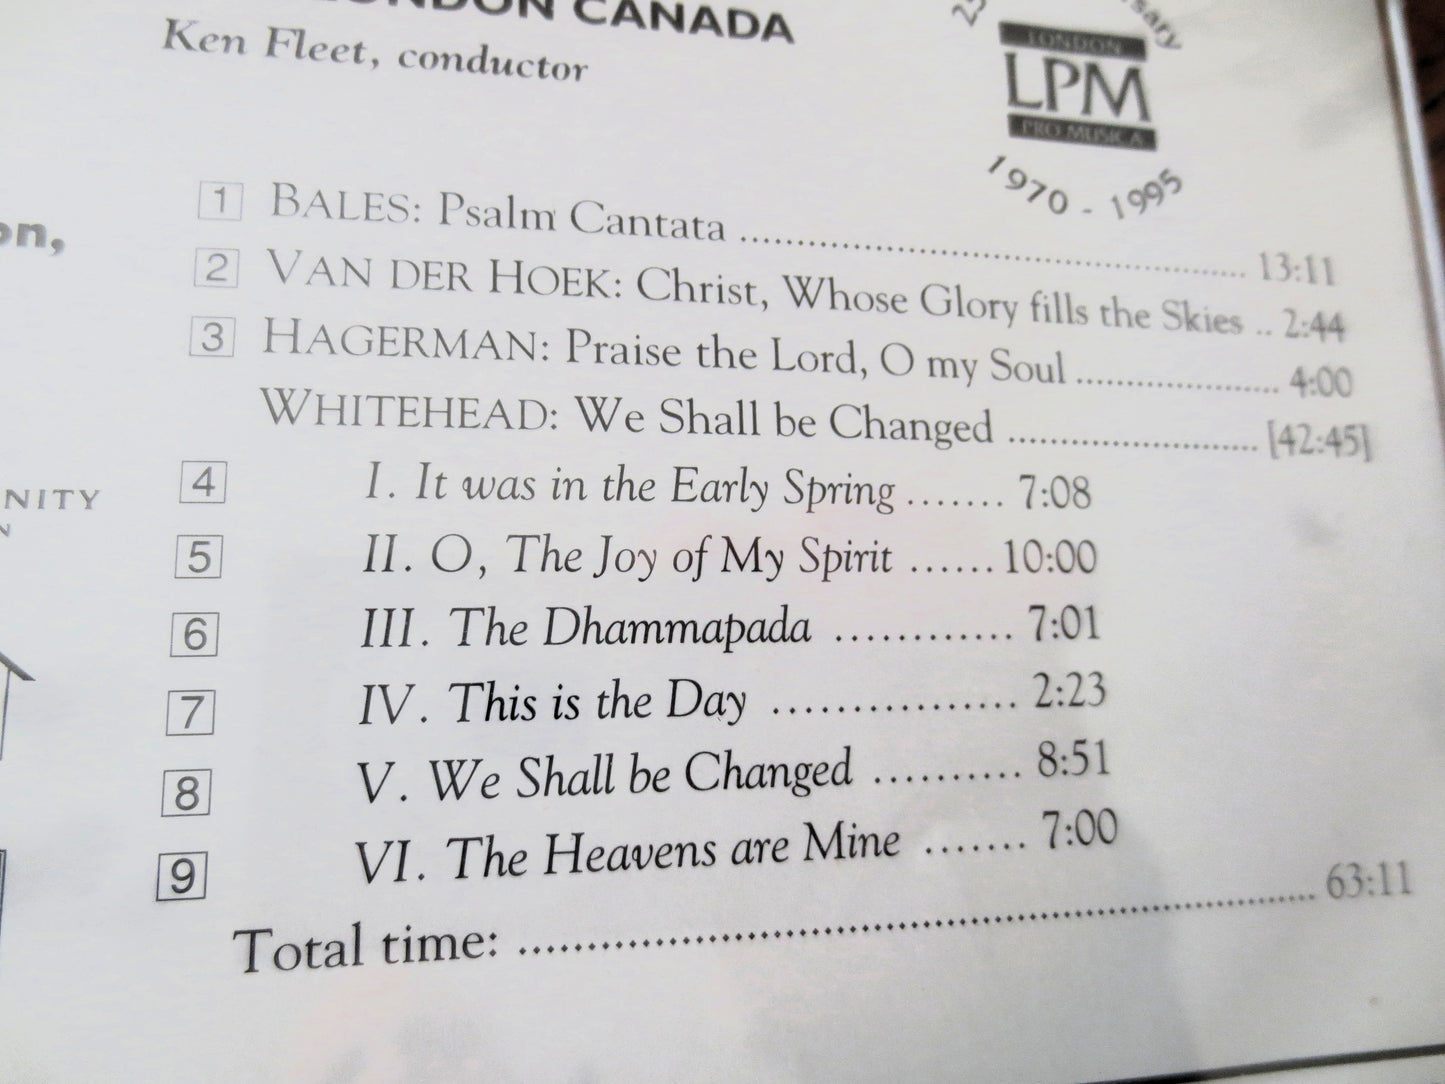 LONDON CANADA
Ken Fleet, conductor
LONDON
LPM
PRO MUSICA
1970 - 1995
on,
NITY
N
1 BALES: Psalm Cantata .......... 13:11
2 VAN DER HOEK: Christ, Whose Glory fills the Skies .. 2:44
3 HAGERMAN: Praise the Lord, O my Soul .......... 4:00
WHITEHEAD: We Shall be Changed .......... [42:45]
4 I. It was in the Early Spring ....... 7:08
5 II. O, The Joy of My Spirit ...... 10:00
6 III. The Dhammapada ............ 7:01
7 IV. This is the Day ................ 2:23
8 V. We Shall be Changed .......... 8:51
9 VI. The Heavens are Mine ....... 7:00
Total time: .......... 63:11